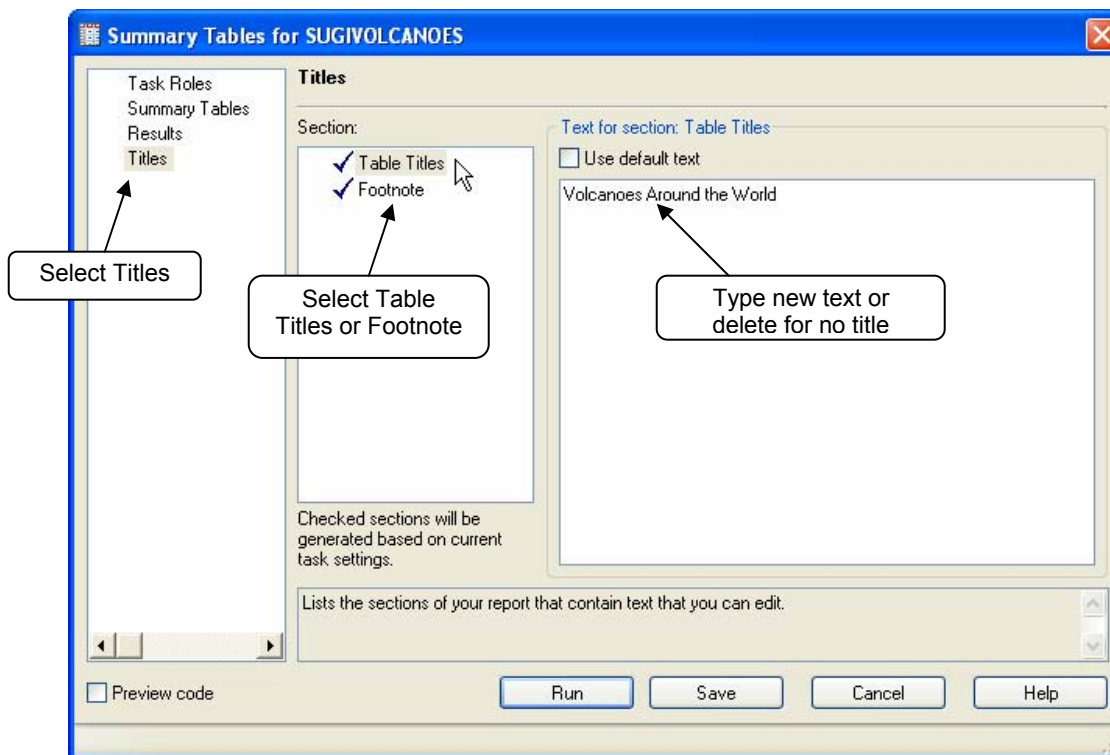 Summary Tables for SUGIVOLCANOES
Task Roles
Summary Tables
Results
Titles
Titles
Section:
Table Titles
Footnote
Text for section: Table Titles
Use default text
Volcanoes Around the World
Select Titles
Select Table
Titles or Footnote
Type new text or
delete for no title
Checked sections will be
generated based on current
task settings.
Lists the sections of your report that contain text that you can edit.
Preview code
Run
Save
Cancel
Help